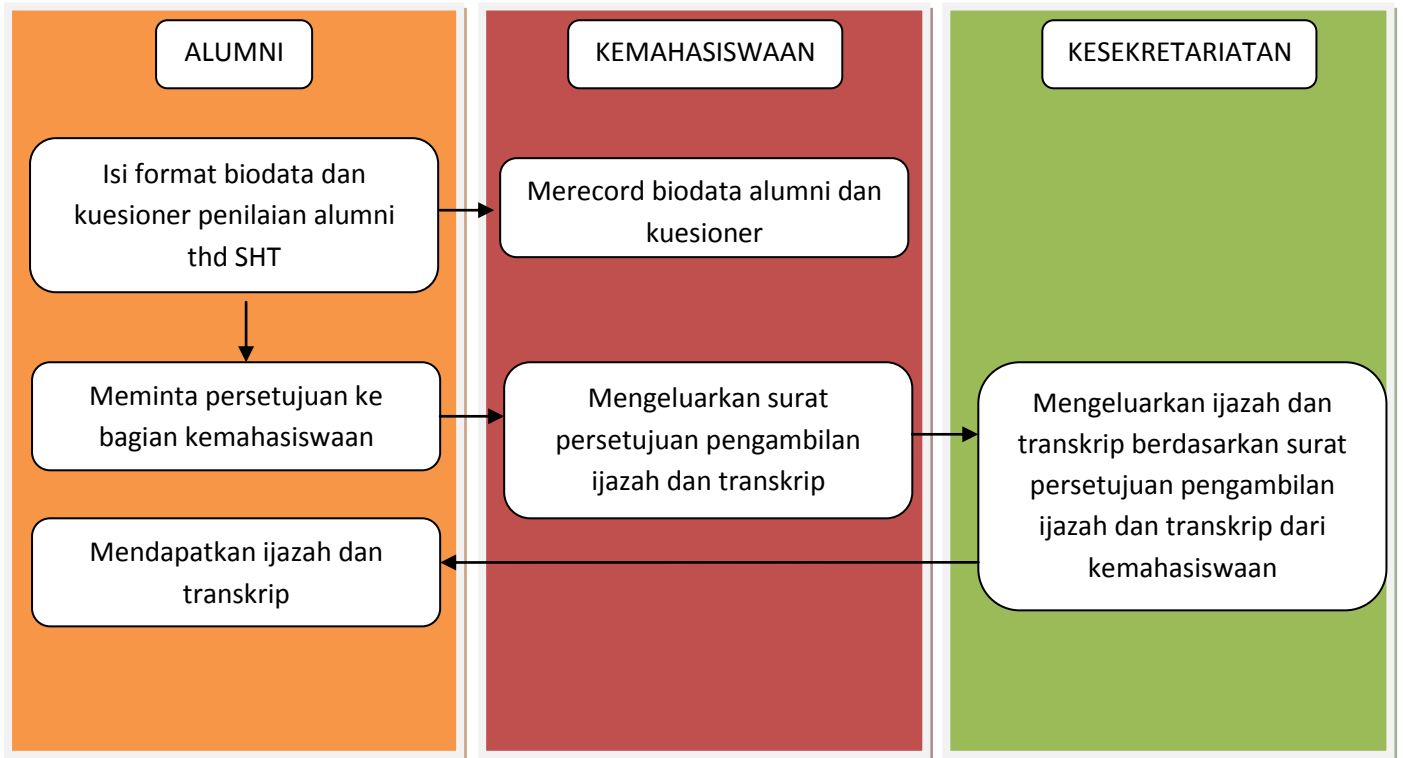 ALUMNI
KEMAHASISWAAN
KESEKRETARIATAN
Isi format biodata dan
kuesioner penilaian alumni
thd SHT
Merecord biodata alumni dan
kuesioner
Meminta persetujuan ke
bagian kemahasiswaan
Mengeluarkan surat
persetujuan pengambilan
ijazah dan transkrip
Mengeluarkan ijazah dan
transkrip berdasarkan surat
persetujuan pengambilan
ijazah dan transkrip dari
kemahasiswaan
Mendapatkan ijazah dan
transkrip